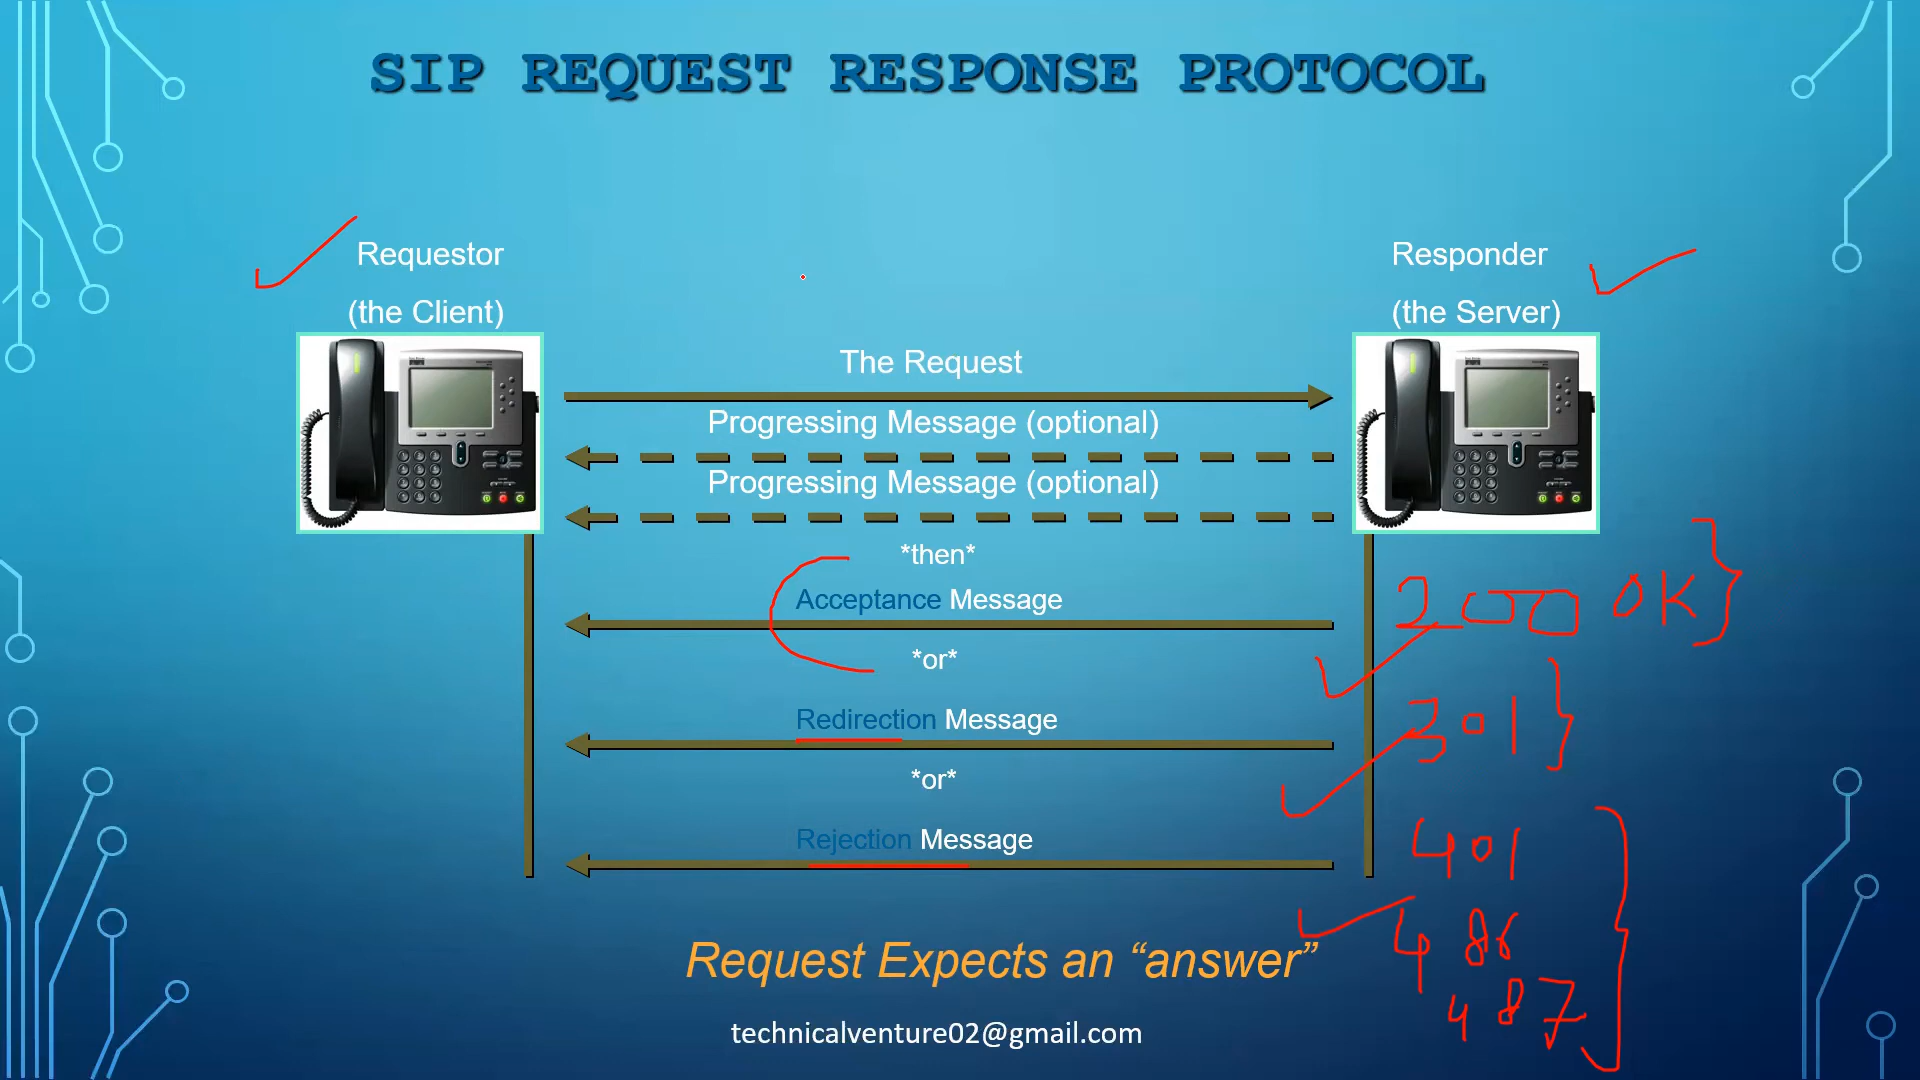 SIP REQUEST RESPONSE PROTOCOL
Requestor
(the Client)
Responder
(the Server)
The Request
Progressing Message (optional)
Progressing Message (optional)
*then*
Acceptance Message
200 OK
*or*
Redirection Message
301
*or*
Rejection Message
401
486
487
Request Expects an “answer”
technicalventure02@gmail.com